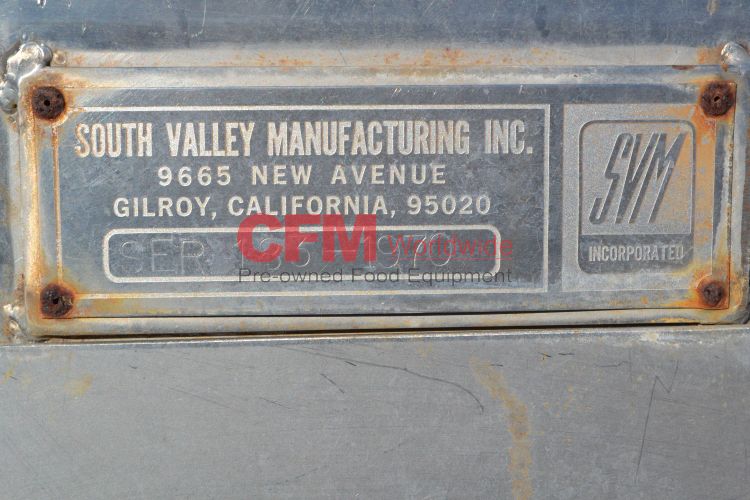 SOUTH VALLEY MANUFACTURING INC.
9665 NEW AVENUE
GILROY, CALIFORNIA, 95020
SER
CFM Worldwide
Pre-owned Food Equipment
SVM
INCORPORATED